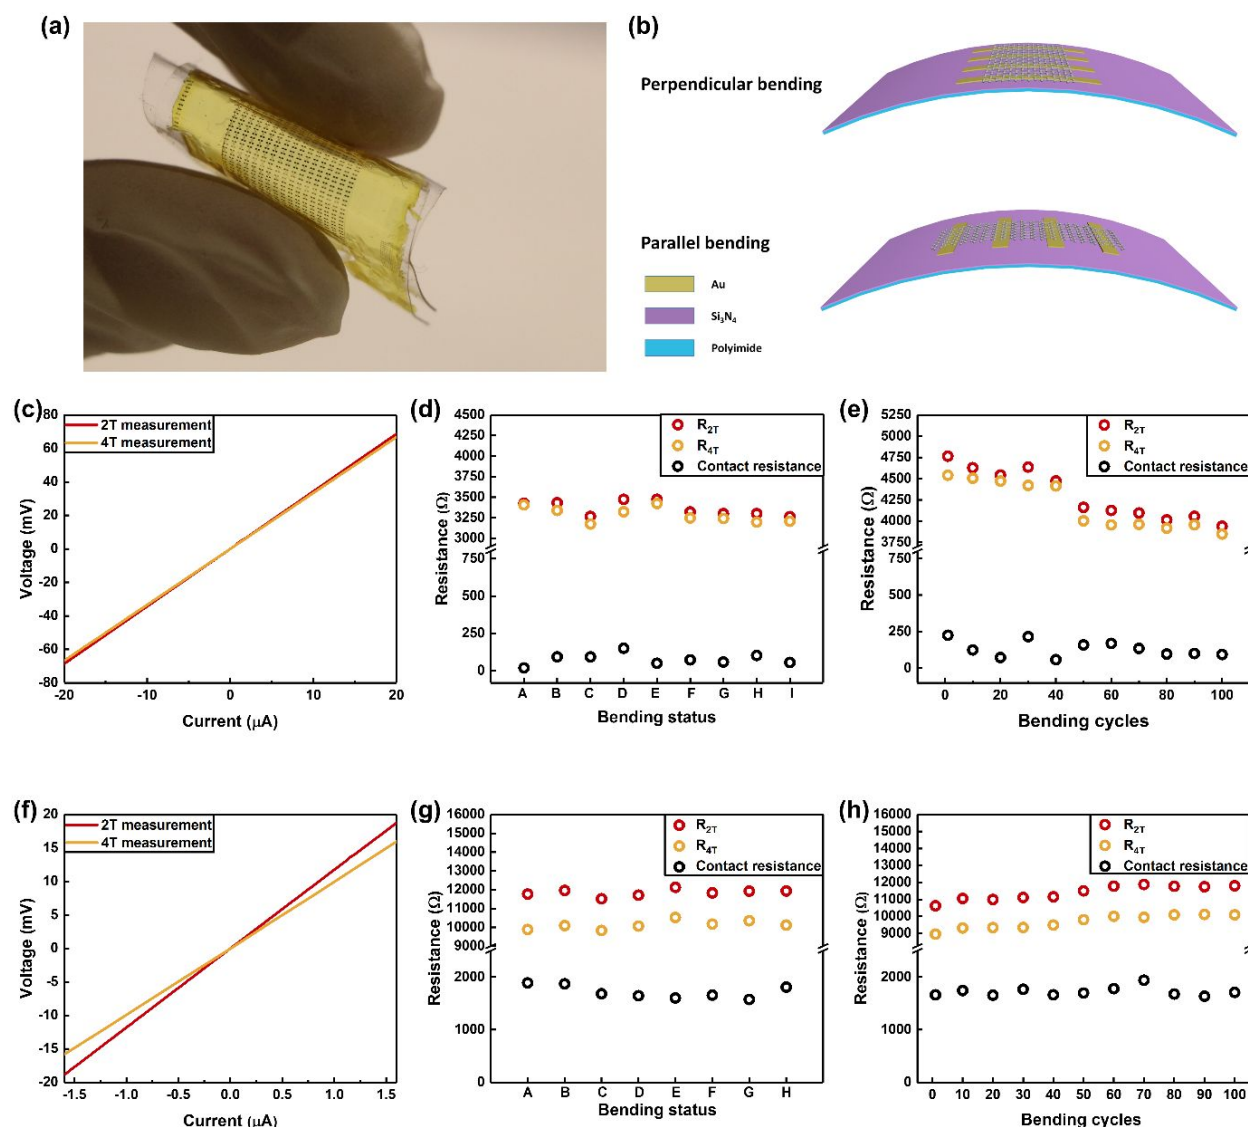 (a)
(b)
Perpendicular bending
Parallel bending
Au
Si₃N₄
Polyimide
(c)
80
60
40
20
0
-20
-40
-60
-80
Voltage (mV)
2T measurement
4T measurement
-20 -10 0 10 20
Current (μA)
(d)
4500
4250
4000
3750
3500
3250
3000
750
500
250
0
Resistance (Ω)
R₂T
R₄T
Contact resistance
A B C D E F G H I
Bending status
(e)
5250
5000
4750
4500
4250
4000
3750
750
500
250
0
Resistance (Ω)
R₂T
R₄T
Contact resistance
0 20 40 60 80 100
Bending cycles
(f)
20
15
10
5
0
-5
-10
-15
-20
Voltage (mV)
2T measurement
4T measurement
-1.5 -1.0 -0.5 0.0 0.5 1.0 1.5
Current (μA)
(g)
16000
15000
14000
13000
12000
11000
10000
9000
2000
1000
0
Resistance (Ω)
R₂T
R₄T
Contact resistance
A B C D E F G H
Bending status
(h)
16000
15000
14000
13000
12000
11000
10000
9000
2000
1000
0
Resistance (Ω)
R₂T
R₄T
Contact resistance
0 10 20 30 40 50 60 70 80 90 100
Bending cycles